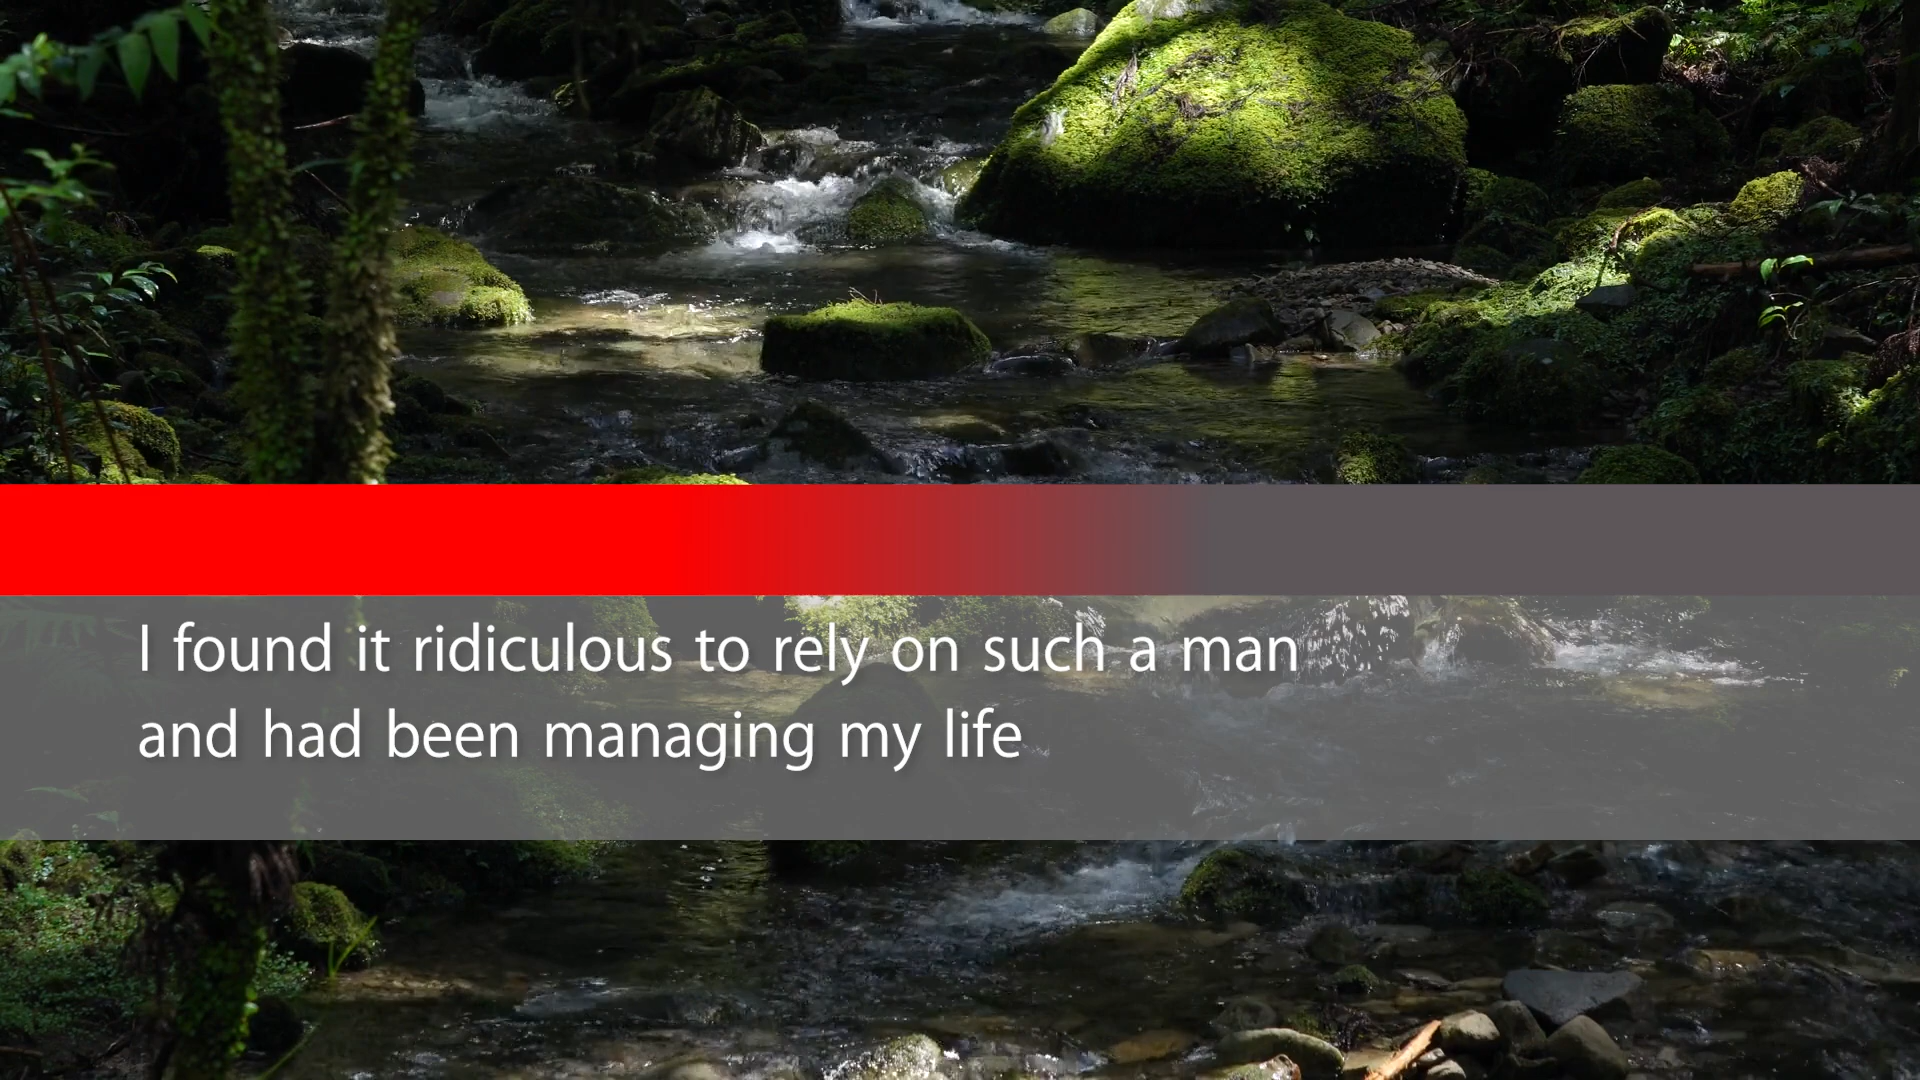 I found it ridiculous to rely on such a man
and had been managing my life